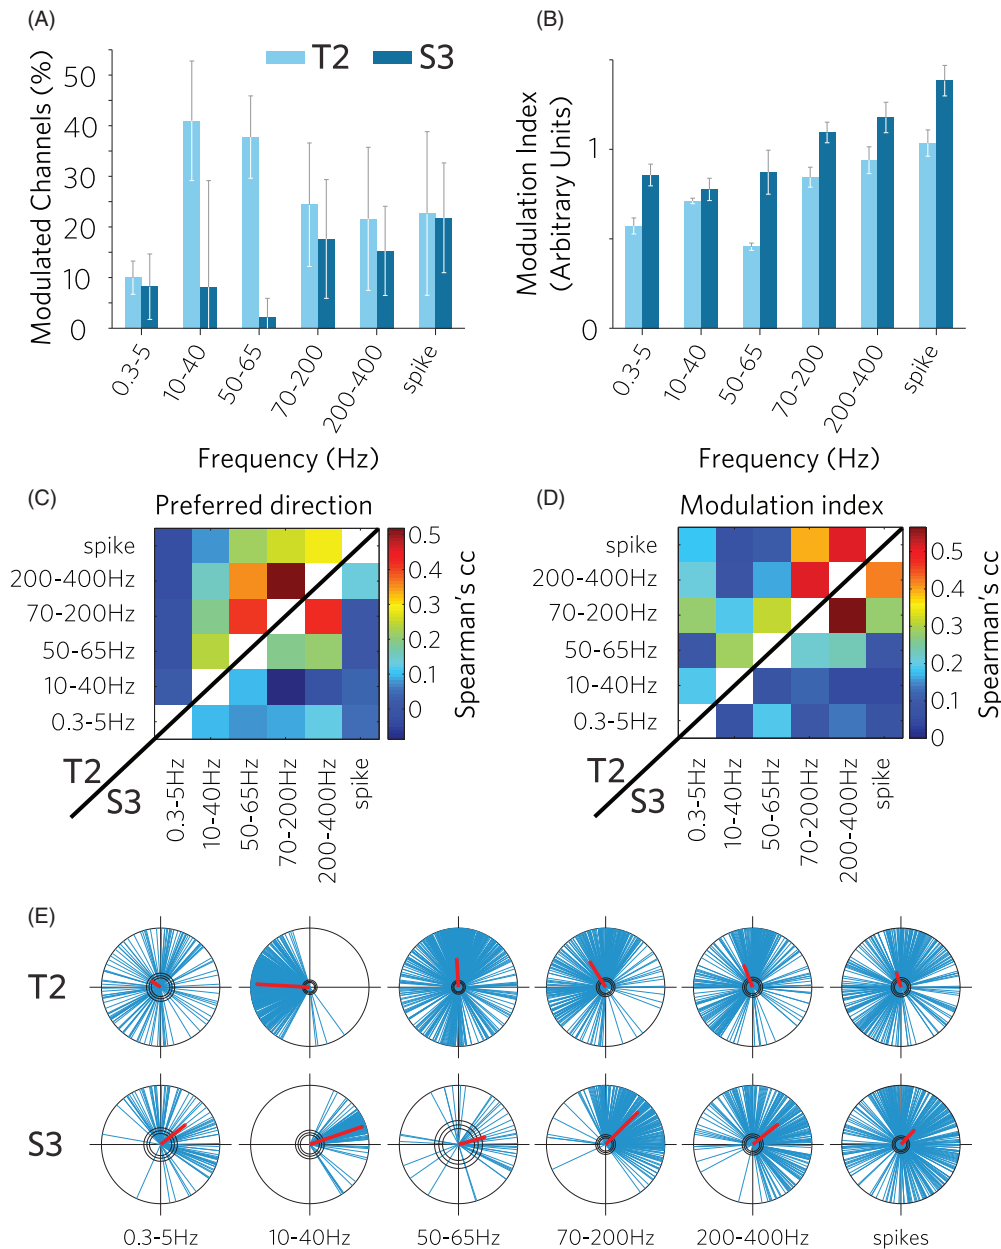 (A)
T2 S3
Modulated Channels (%)
50
40
30
20
10
0
0.3-5
10-40
50-65
70-200
200-400
spike
Frequency (Hz)
(B)
Modulation Index
(Arbitrary Units)
1
0
0.3-5
10-40
50-65
70-200
200-400
spike
Frequency (Hz)
(C)
Preferred direction
spike
200-400Hz
70-200Hz
50-65Hz
10-40Hz
0.3-5Hz
T2
S3
0.3-5Hz
10-40Hz
50-65Hz
70-200Hz
200-400Hz
spike
0.5
0.4
0.3
0.2
0.1
0
Spearman's cc
(D)
Modulation index
spike
200-400Hz
70-200Hz
50-65Hz
10-40Hz
0.3-5Hz
T2
S3
0.3-5Hz
10-40Hz
50-65Hz
70-200Hz
200-400Hz
spike
0.5
0.4
0.3
0.2
0.1
0
Spearman's cc
(E)
T2
S3
0.3-5Hz 10-40Hz 50-65Hz 70-200Hz 200-400Hz spikes